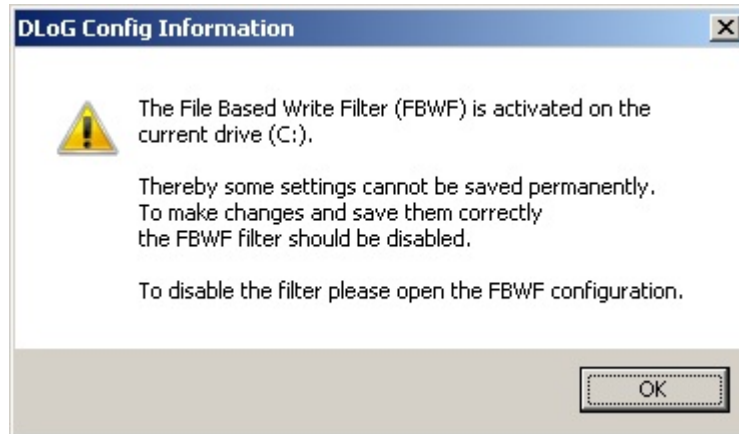 DLoG Config Information
The File Based Write Filter (FBWF) is activated on the
current drive (C:).
Thereby some settings cannot be saved permanently.
To make changes and save them correctly
the FBWF filter should be disabled.
To disable the filter please open the FBWF configuration.
OK